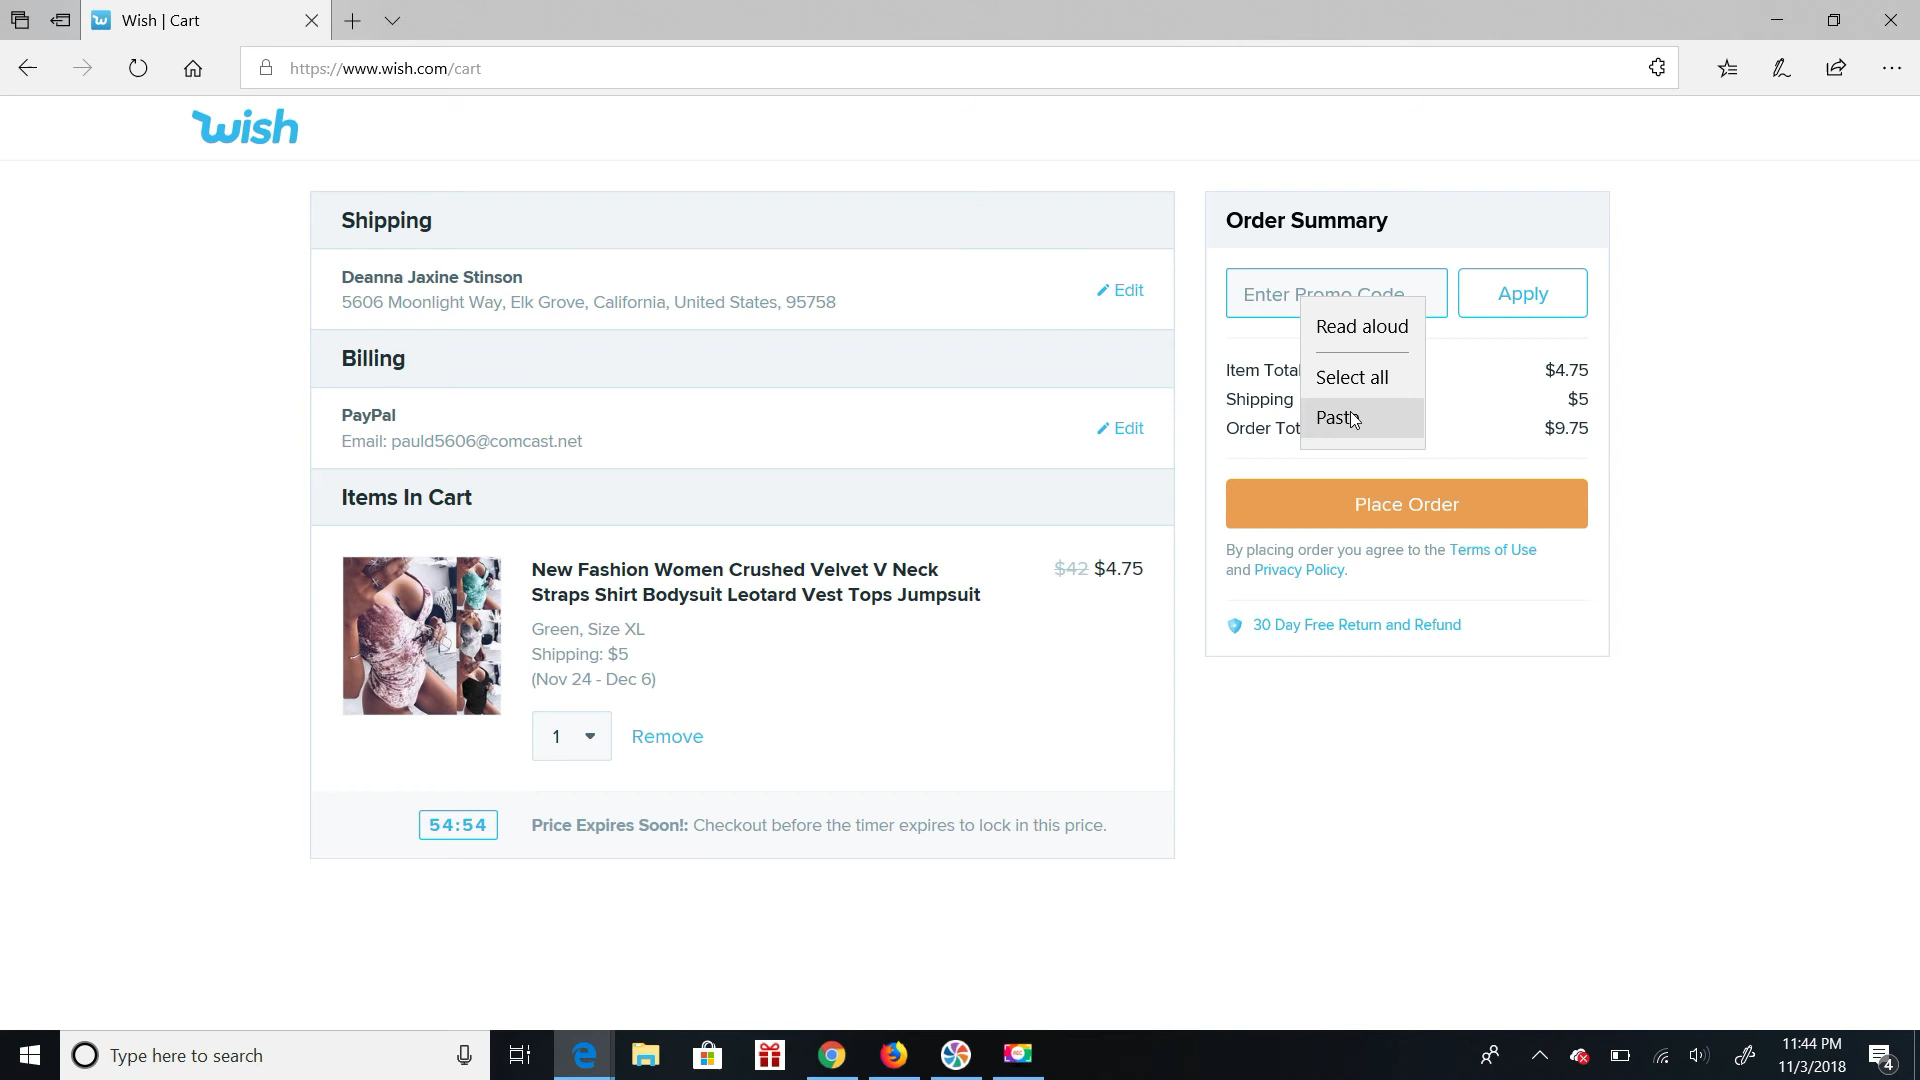 Wish | Cart
https://www.wish.com/cart
wish
Shipping
Deanna Jaxine Stinson
5606 Moonlight Way, Elk Grove, California, United States, 95758
Edit
Billing
PayPal
Email: pauld5606@comcast.net
Edit
Items In Cart
New Fashion Women Crushed Velvet V Neck
Straps Shirt Bodysuit Leotard Vest Tops Jumpsuit
$42 $4.75
Green, Size XL
Shipping: $5
(Nov 24 - Dec 6)
1
Remove
54:54
Price Expires Soon!: Checkout before the timer expires to lock in this price.
Order Summary
Enter Promo Code
Apply
Read aloud
Select all
Paste
Item Total
$4.75
Shipping
$5
Order Tot
$9.75
Place Order
By placing order you agree to the Terms of Use
and Privacy Policy.
30 Day Free Return and Refund
Type here to search
11:44 PM
11/3/2018
4